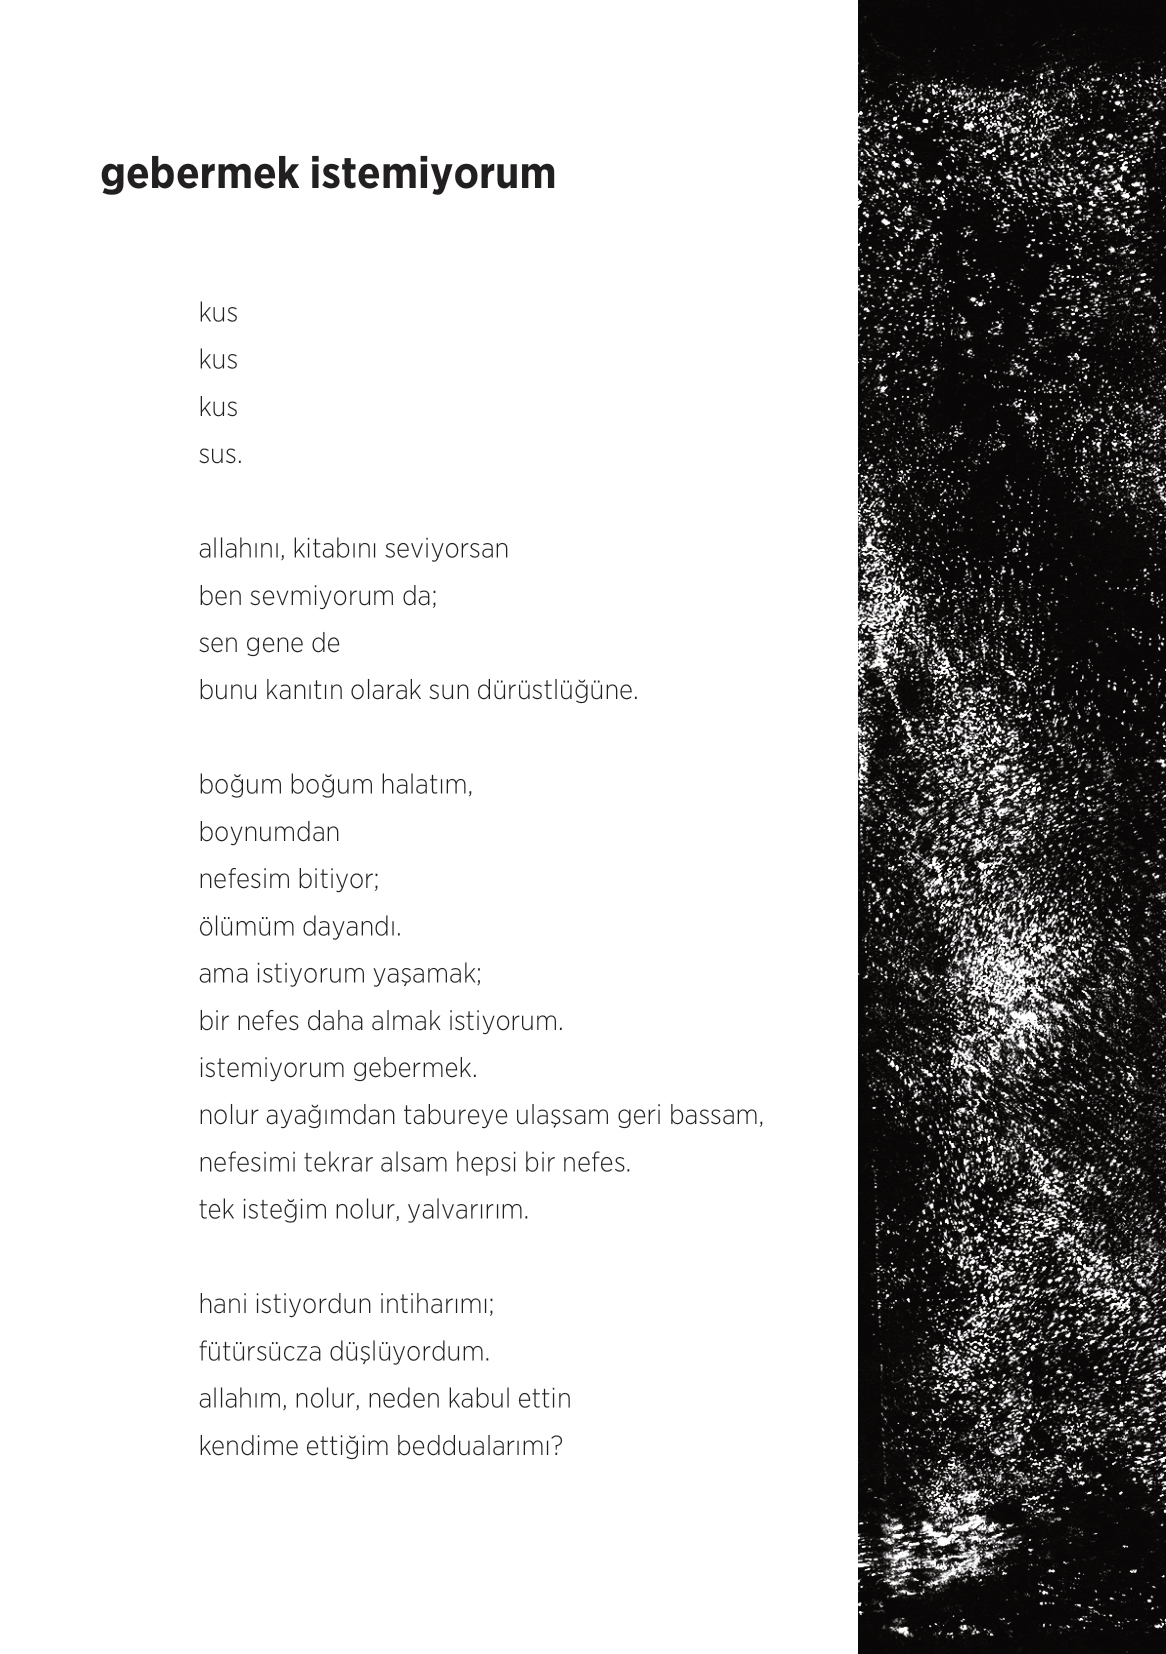 gebermek istemiyorum
kus
kus
kus
sus.
allahını, kitabını seviyorsan
ben sevmiyorum da;
sen gene de
bunu kanıtın olarak sun dürüstlüğüne.
boğum boğum halatım,
boynumdan
nefesim bitiyor;
ölümüm dayandı.
ama istiyorum yaşamak;
bir nefes daha almak istiyorum.
istemiyorum gebermek.
nolur ayağımdan tabureye ulaşsam geri bassam,
nefesimi tekrar alsam hepsi bir nefes.
tek isteğim nolur, yalvarırım.
hani istiyordun intiharımı;
fütürsücza düşlüyordum.
allahım, nolur, neden kabul ettin
kendime ettiğim beddualarımı?